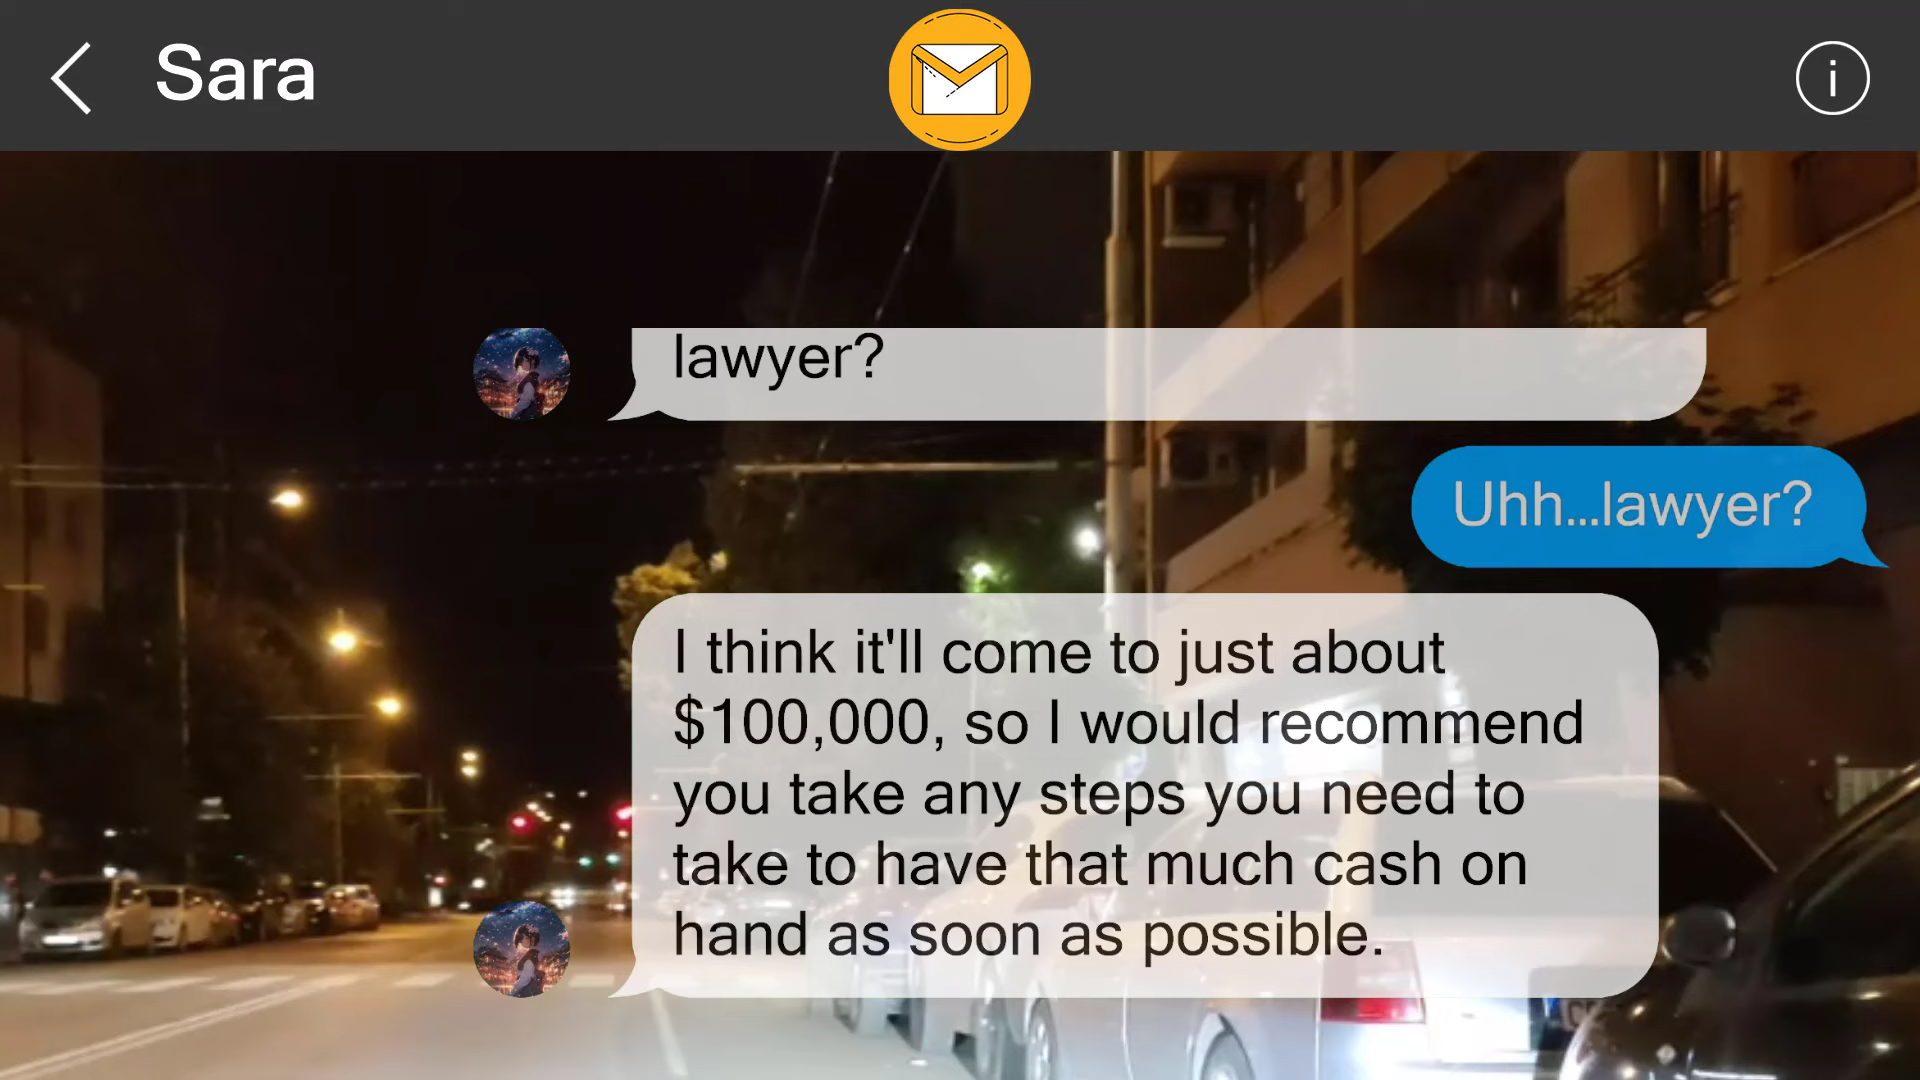 Sara
i
lawyer?
Uhh...lawyer?
I think it'll come to just about
$100,000, so I would recommend
you take any steps you need to
take to have that much cash on
hand as soon as possible.